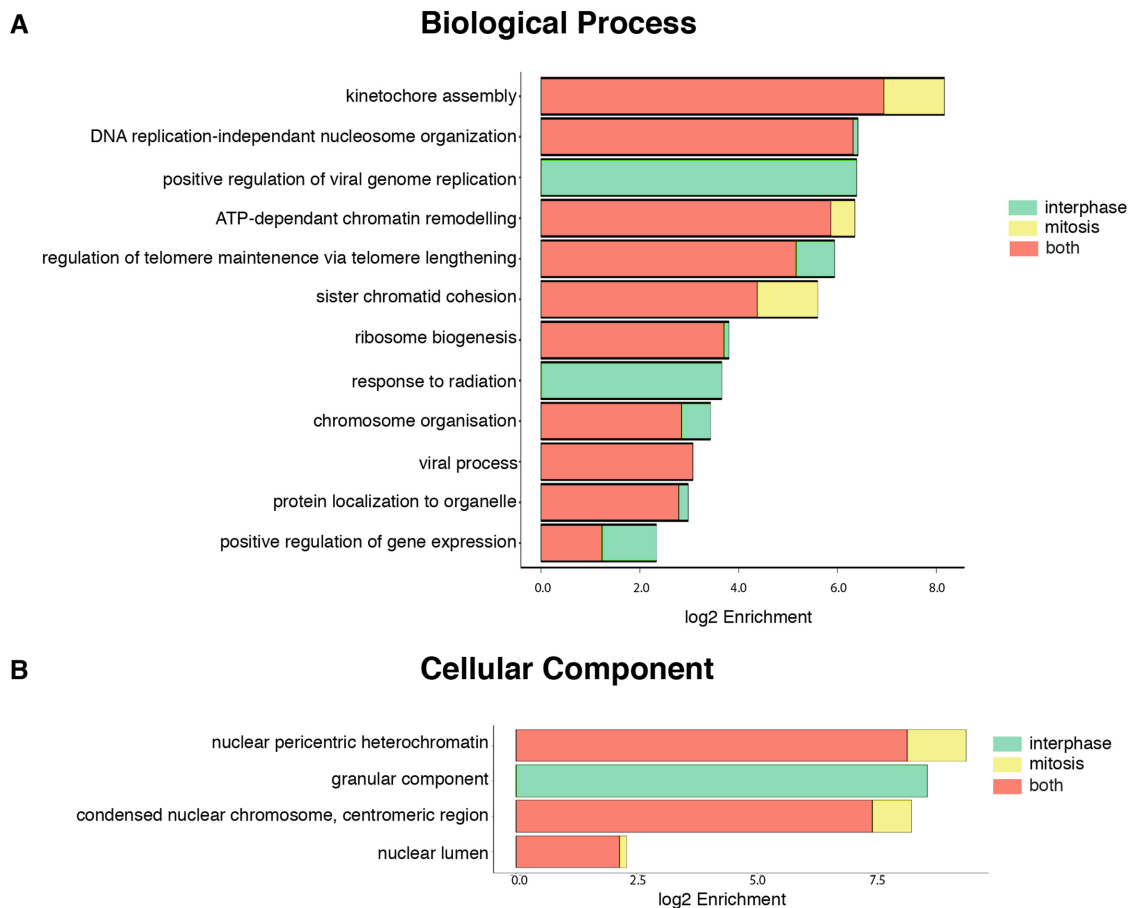 A
Biological Process
kinetochore assembly
DNA replication-independant nucleosome organization
positive regulation of viral genome replication
ATP-dependant chromatin remodelling
regulation of telomere maintenence via telomere lengthening
sister chromatid cohesion
ribosome biogenesis
response to radiation
chromosome organisation
viral process
protein localization to organelle
positive regulation of gene expression
interphase
mitosis
both
0.0 2.0 4.0 6.0 8.0
log2 Enrichment
B
Cellular Component
nuclear pericentric heterochromatin
granular component
condensed nuclear chromosome, centromeric region
nuclear lumen
interphase
mitosis
both
0.0 2.5 5.0 7.5
log2 Enrichment